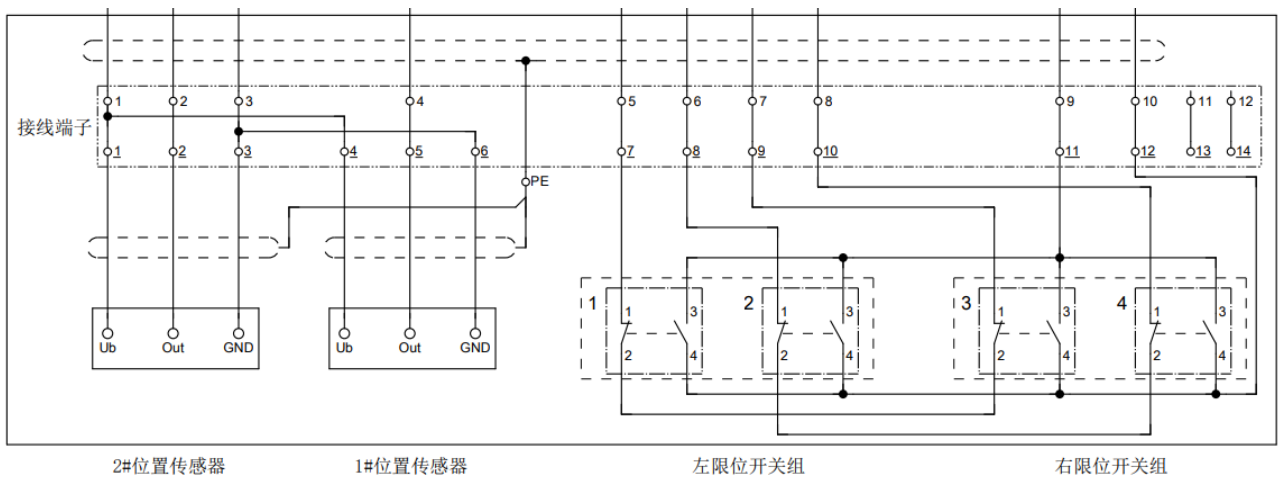 1 2 3 4 5 6 7 8 9 10 11 12
接线端子
1 2 3 4 5 6 7 8 9 10 11 12 13 14
PE
1 2 3 4
1 3 1 3 1 3 1 3
Ub Out GND Ub Out GND
2 4 2 4 2 4 2 4
2#位置传感器 1#位置传感器 左限位开关组 右限位开关组